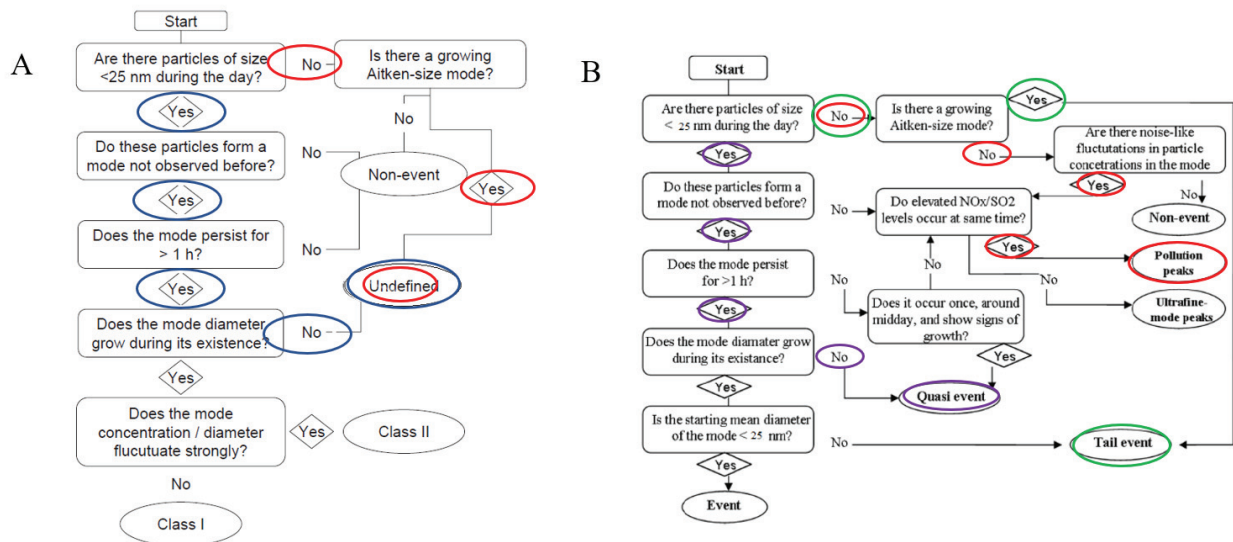 A
Start
Are there particles of size
<25 nm during the day?
No
Is there a growing
Aitken-size mode?
Yes
No
Do these particles form a
mode not observed before?
No
Non-event
Yes
Yes
Does the mode persist for
> 1 h?
No
Yes
Undefined
Does the mode diameter
grow during its existence?
No
Yes
Does the mode
concentration / diameter
flucutuate strongly?
Yes
Class II
No
Class I
B
Start
Are there particles of size
< 25 nm during the day?
No
Is there a growing
Aitken-size mode?
Yes
Yes
No
Are there noise-like
fluctutations in particle
concetrations in the mode
Yes
No
Non-event
Do these particles form a
mode not observed before?
No
Do elevated NOx/SO2
levels occur at same time?
Yes
Yes
Pollution
peaks
No
No
Ultrafine-
mode peaks
Does the mode persist
for >1 h?
No
Does it occur once, around
midday, and show signs of
growth?
Yes
Yes
Does the mode diamater grow
during its existance?
No
Quasi event
Yes
Is the starting mean diameter
of the mode < 25 nm?
No
Tail event
Yes
Event